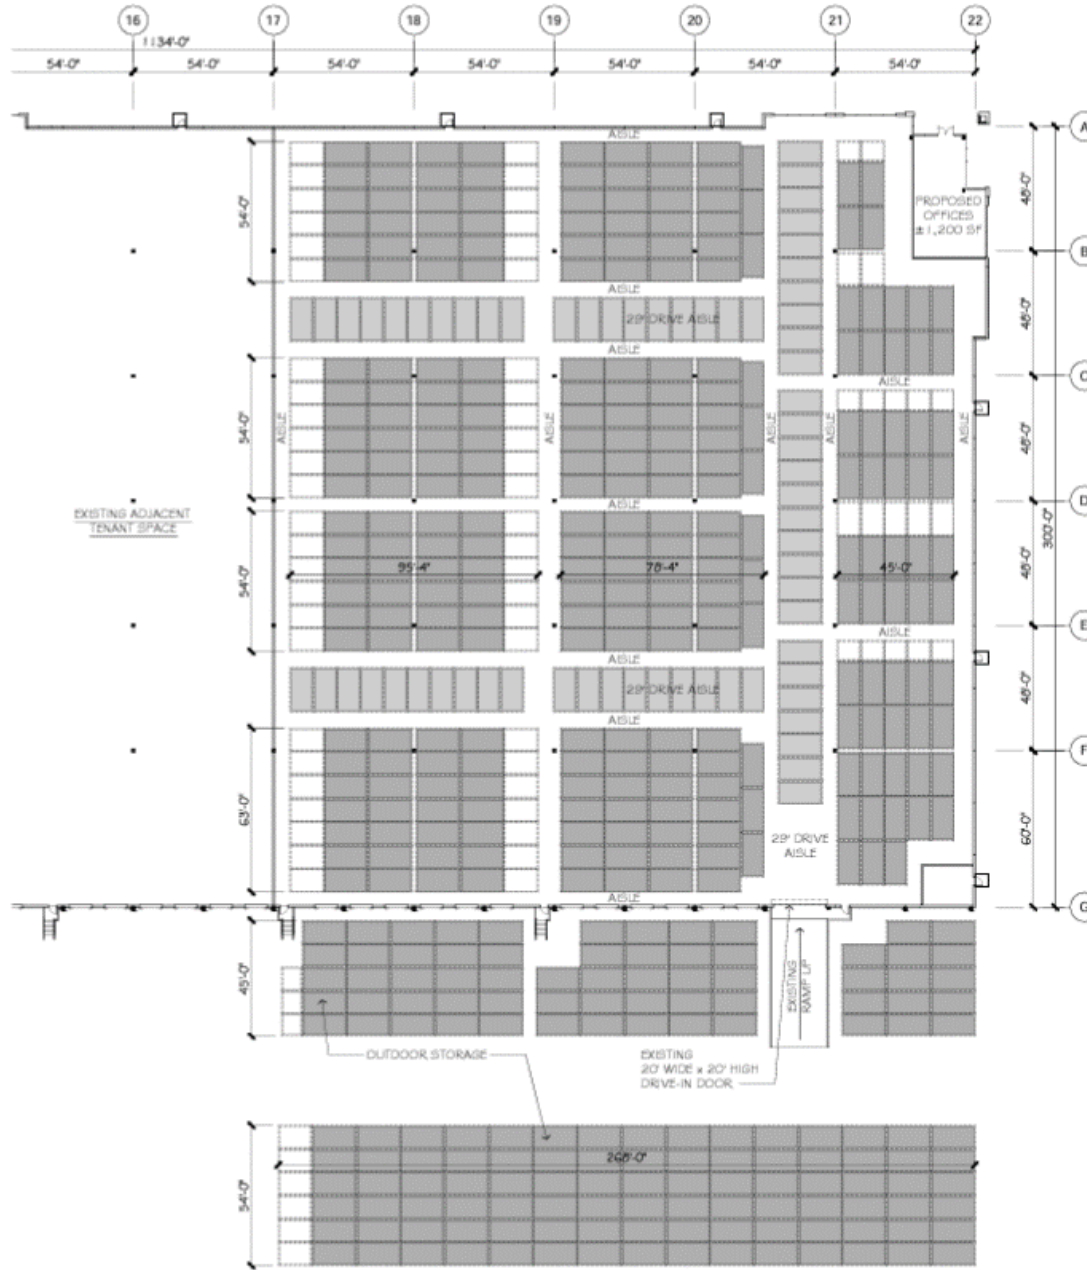 16 17 18 19 20 21 22
1134'-0"
54'-0" 54'-0" 54'-0" 54'-0" 54'-0" 54'-0" 54'-0"
A
AISLE
54'-0"
48'-0"
PROPOSED
OFFICES
±1,200 SF
B
AISLE
29' DRIVE AISLE
48'-0"
AISLE
C
AISLE
54'-0"
AISLE
AISLE
AISLE
AISLE
AISLE
48'-0"
D
AISLE
EXISTING ADJACENT
TENANT SPACE
300'-0"
54'-0"
95'-4"
78'-4"
45'-0"
48'-0"
E
AISLE
AISLE
29' DRIVE AISLE
48'-0"
AISLE
F
63'-0"
29' DRIVE
AISLE
60'-0"
AISLE
G
45'-0"
EXISTING
RAMP UP
OUTDOOR STORAGE
EXISTING
20' WIDE x 20' HIGH
DRIVE-IN DOOR
268'-0"
54'-0"